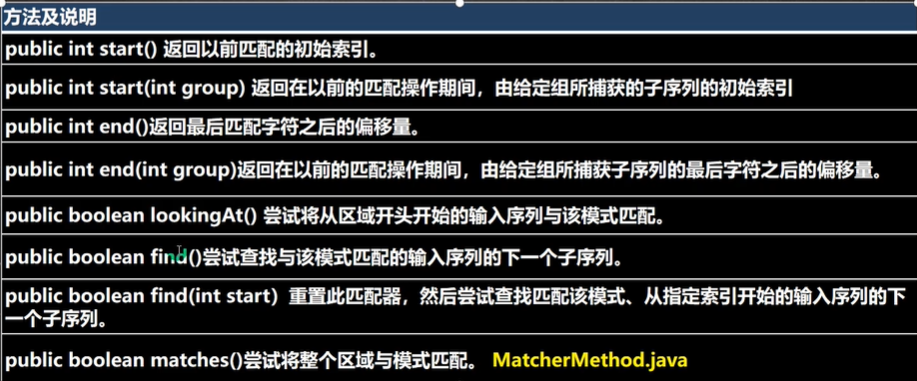 方法及说明
public int start() 返回以前匹配的初始索引。
public int start(int group) 返回在以前的匹配操作期间，由给定组所捕获的子序列的初始索引
public int end()返回最后匹配字符之后的偏移量。
public int end(int group)返回在以前的匹配操作期间，由给定组所捕获子序列的最后字符之后的偏移量。
public boolean lookingAt() 尝试将从区域开头开始的输入序列与该模式匹配。
public boolean find()尝试查找与该模式匹配的输入序列的下一个子序列。
public boolean find(int start）重置此匹配器，然后尝试查找匹配该模式、从指定索引开始的输入序列的下
一个子序列。
public boolean matches()尝试将整个区域与模式匹配。 MatcherMethod.java